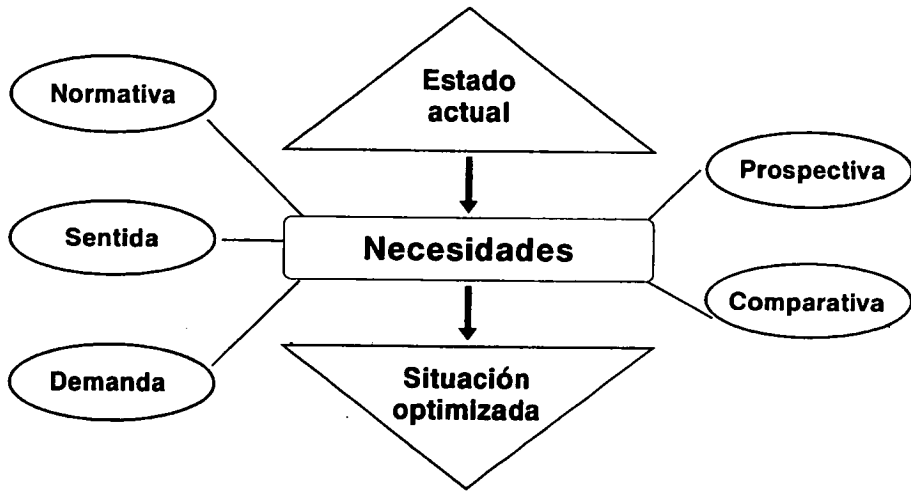 Estado
actual
Normativa
Prospectiva
Sentida
Necesidades
Comparativa
Demanda
Situación
optimizada